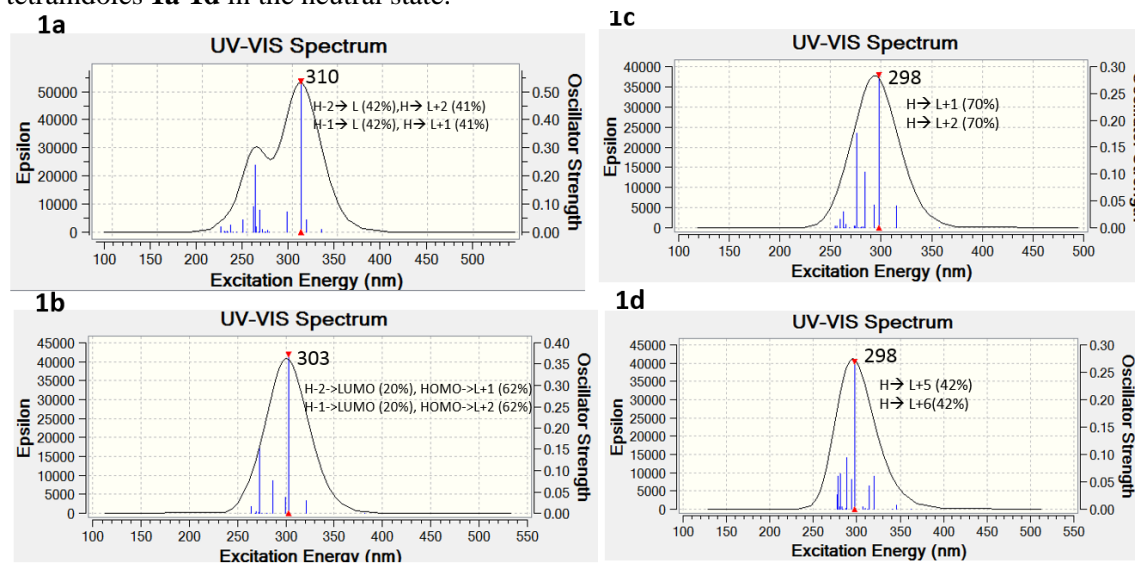 tetraindoles 1a-1d in the neutral state.
1a
UV-VIS Spectrum
310
H-2→ L (42%),H→ L+2 (41%)
H-1→ L (42%), H→ L+1 (41%)
Epsilon
50000
40000
30000
20000
10000
0
0.50
0.40
0.30
0.20
0.10
0.00
Oscillator Strength
100 150 200 250 300 350 400 450 500
Excitation Energy (nm)
1c
UV-VIS Spectrum
298
H→ L+1 (70%)
H→ L+2 (70%)
Epsilon
40000
35000
30000
25000
20000
15000
10000
5000
0
0.30
0.25
0.20
0.15
0.10
0.05
0.00
Oscillator Strength
100 150 200 250 300 350 400 450 500
Excitation Energy (nm)
1b
UV-VIS Spectrum
303
H-2->LUMO (20%), HOMO->L+1 (62%)
H-1->LUMO (20%), HOMO->L+2 (62%)
Epsilon
45000
40000
35000
30000
25000
20000
15000
10000
5000
0
0.40
0.35
0.30
0.25
0.20
0.15
0.10
0.05
0.00
Oscillator Strength
100 150 200 250 300 350 400 450 500 550
Excitation Energy (nm)
1d
UV-VIS Spectrum
298
H→ L+5 (42%)
H→ L+6(42%)
Epsilon
45000
40000
35000
30000
25000
20000
15000
10000
5000
0
0.30
0.25
0.20
0.15
0.10
0.05
0.00
Oscillator Strength
100 150 200 250 300 350 400 450 500 550
Excitation Energy (nm)